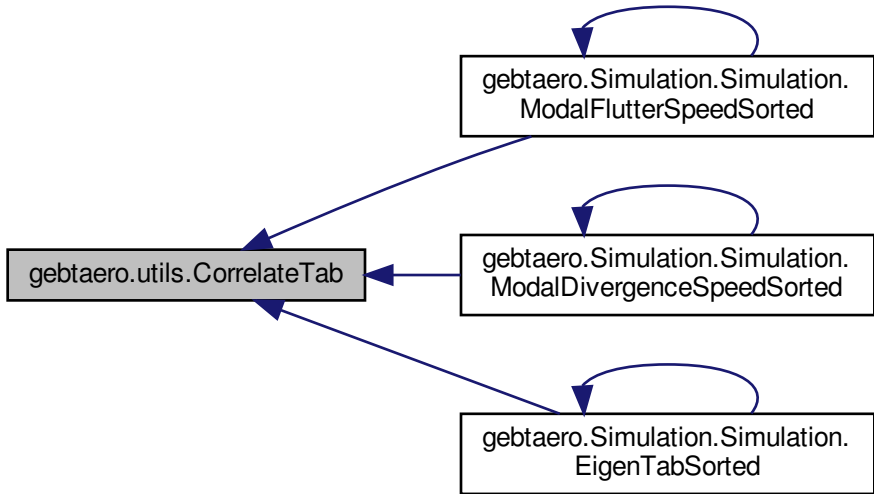 gebtaero.Simulation.Simulation.
ModalFlutterSpeedSorted
gebtaero.utils.CorrelateTab
gebtaero.Simulation.Simulation.
ModalDivergenceSpeedSorted
gebtaero.Simulation.Simulation.
EigenTabSorted